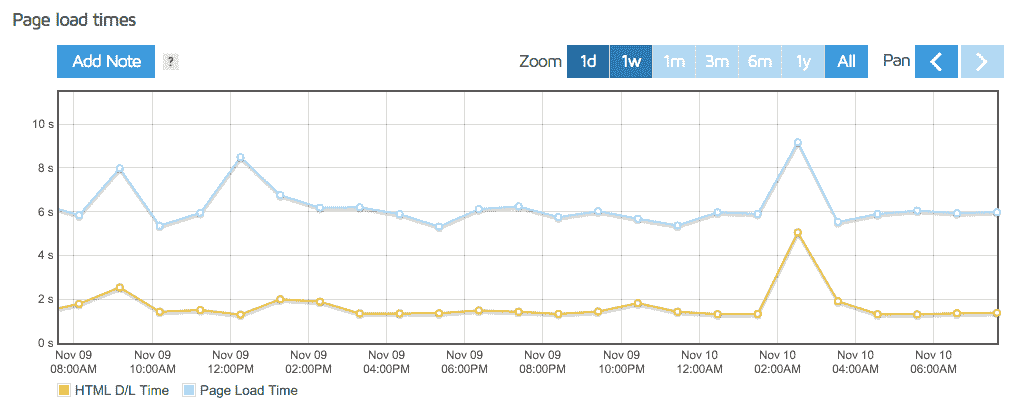 Page load times
Add Note ? Zoom 1d 1w 1m 3m 6m 1y All Pan
10 s
8 s
6 s
4 s
2 s
0 s
Nov 09 Nov 09 Nov 09 Nov 09 Nov 09 Nov 09 Nov 09 Nov 09 Nov 10 Nov 10 Nov 10 Nov 10
08:00AM 10:00AM 12:00PM 02:00PM 04:00PM 06:00PM 08:00PM 10:00PM 12:00AM 02:00AM 04:00AM 06:00AM
HTML D/L Time Page Load Time